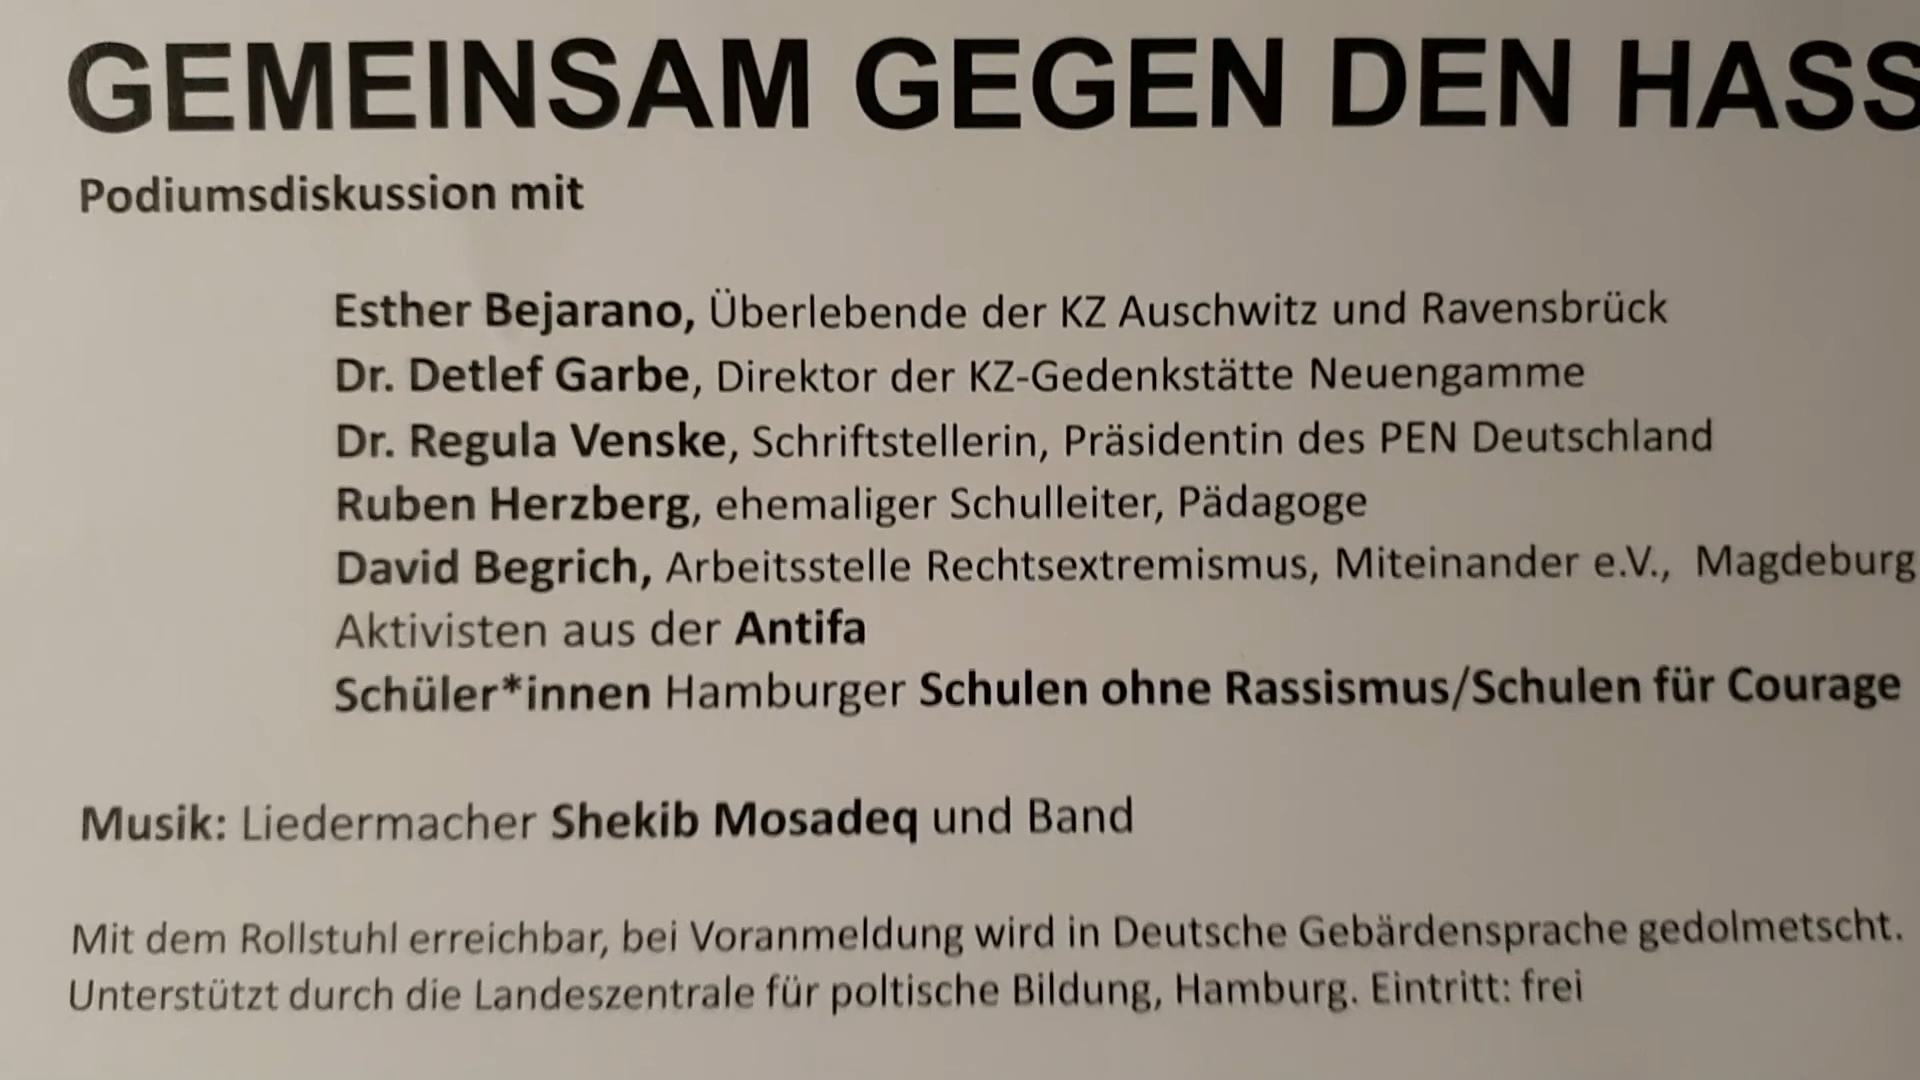 GEMEINSAM GEGEN DEN HASS
Podiumsdiskussion mit
Esther Bejarano, Überlebende der KZ Auschwitz und Ravensbrück
Dr. Detlef Garbe, Direktor der KZ-Gedenkstätte Neuengamme
Dr. Regula Venske, Schriftstellerin, Präsidentin des PEN Deutschland
Ruben Herzberg, ehemaliger Schulleiter, Pädagoge
David Begrich, Arbeitsstelle Rechtsextremismus, Miteinander e.V., Magdeburg
Aktivisten aus der Antifa
Schüler*innen Hamburger Schulen ohne Rassismus/Schulen für Courage
Musik: Liedermacher Shekib Mosadeq und Band
Mit dem Rollstuhl erreichbar, bei Voranmeldung wird in Deutsche Gebärdensprache gedolmetscht.
Unterstützt durch die Landeszentrale für poltische Bildung, Hamburg. Eintritt: frei